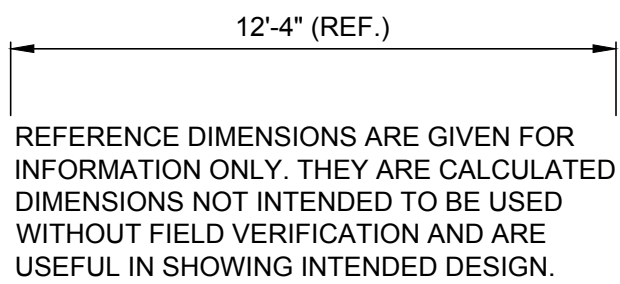 12'-4" (REF.)
REFERENCE DIMENSIONS ARE GIVEN FOR
INFORMATION ONLY. THEY ARE CALCULATED
DIMENSIONS NOT INTENDED TO BE USED
WITHOUT FIELD VERIFICATION AND ARE
USEFUL IN SHOWING INTENDED DESIGN.